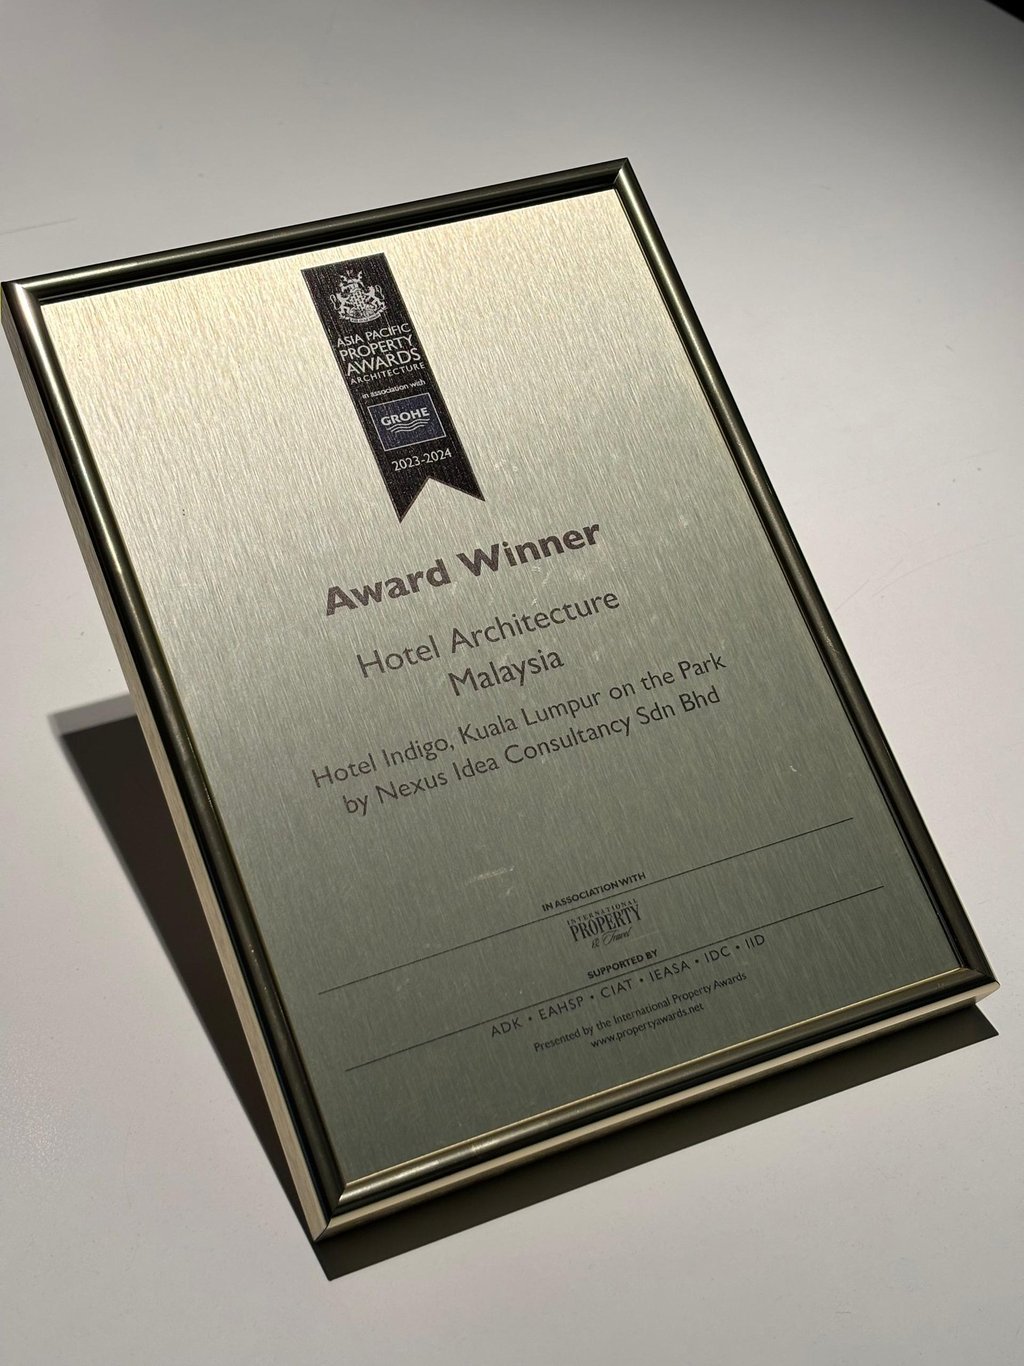 ASIA PACIFIC
PROPERTY
AWARDS
ARCHITECTURE
in association with
GROHE
2023-2024
Award Winner
Hotel Architecture
Malaysia
Hotel Indigo, Kuala Lumpur on the Park
by Nexus Idea Consultancy Sdn Bhd
IN ASSOCIATION WITH
INTERNATIONAL
PROPERTY
& Travel
SUPPORTED BY
ADK • EAHSP • CIAT • IEASA • IDC • IID
Presented by the International Property Awards
www.propertyawards.net